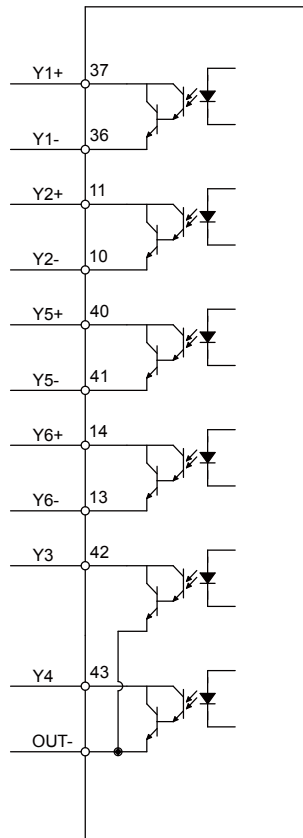 Y1+ 37
Y1- 36
Y2+ 11
Y2- 10
Y5+ 40
Y5- 41
Y6+ 14
Y6- 13
Y3 42
Y4 43
OUT-